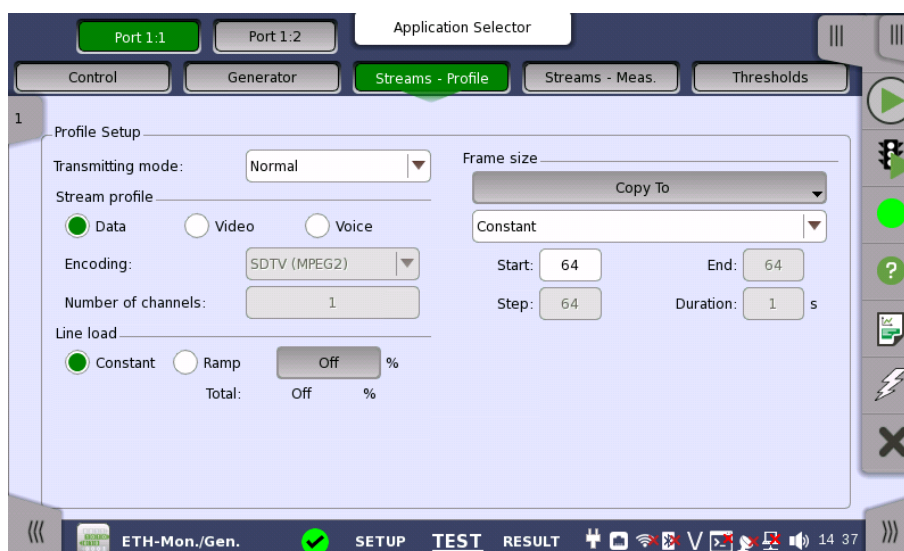 Port 1:1 Port 1:2 Application Selector
Control Generator Streams - Profile Streams - Meas. Thresholds
1
Profile Setup
Transmitting mode: Normal
Stream profile
Data Video Voice
Encoding: SDTV (MPEG2)
Number of channels: 1
Line load
Constant Ramp Off %
Total: Off %
Frame size
Copy To
Constant
Start: 64 End: 64
Step: 64 Duration: 1 s
ETH-Mon./Gen. SETUP TEST RESULT 14 37